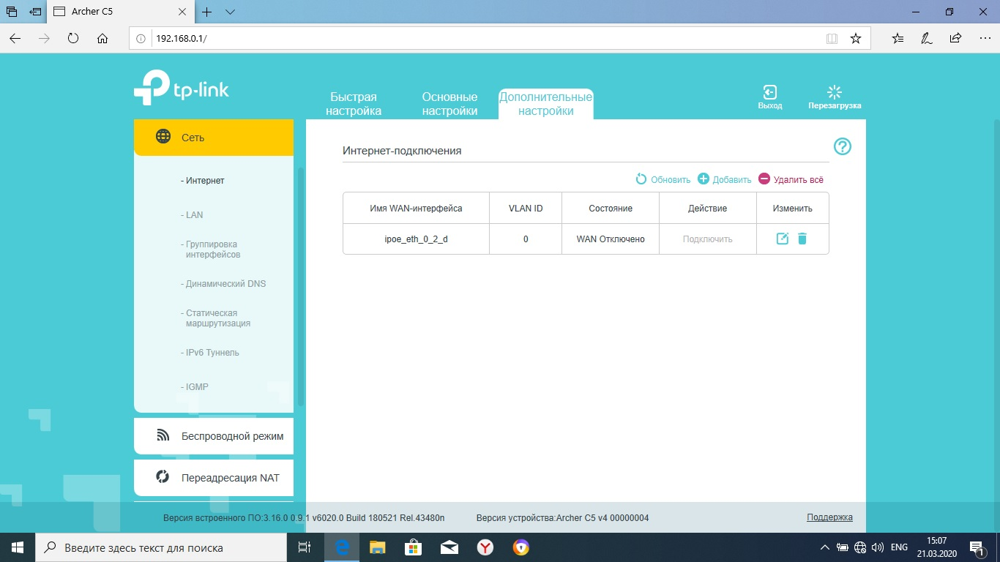 Archer C5
192.168.0.1/
tp-link
Быстрая
настройка
Основные
настройки
Дополнительные
настройки
Выход
Перезагрузка
Сеть
- Интернет
- LAN
- Группировка
интерфейсов
- Динамический DNS
- Статическая
маршрутизация
- IPv6 Туннель
- IGMP
Беспроводной режим
Переадресация NAT
Интернет-подключения
Обновить
Добавить
Удалить всё
Имя WAN-интерфейса VLAN ID Состояние Действие Изменить
ipoe_eth_0_2_d 0 WAN Отключено Подключить
Версия встроенного ПО:3.16.0 0.9.1 v6020.0 Build 180521 Rel.43480n
Версия устройства:Archer C5 v4 00000004
Поддержка
Введите здесь текст для поиска
ENG
15:07
21.03.2020
1